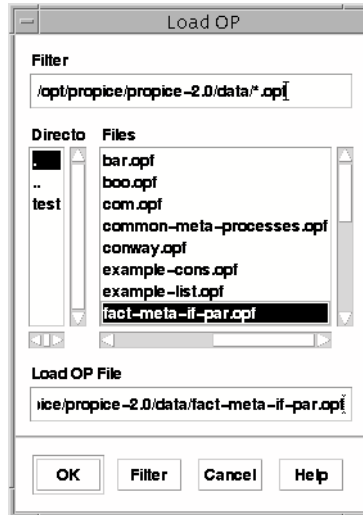 Load OP
Filter
/opt/propice/propice-2.0/data/*.opf
Directo Files
.
..
test
bar.opf
boo.opf
com.opf
common-meta-processes.opf
conway.opf
example-cons.opf
example-list.opf
fact-meta-if-par.opf
Load OP File
ice/propice-2.0/data/fact-meta-if-par.opf
OK Filter Cancel Help